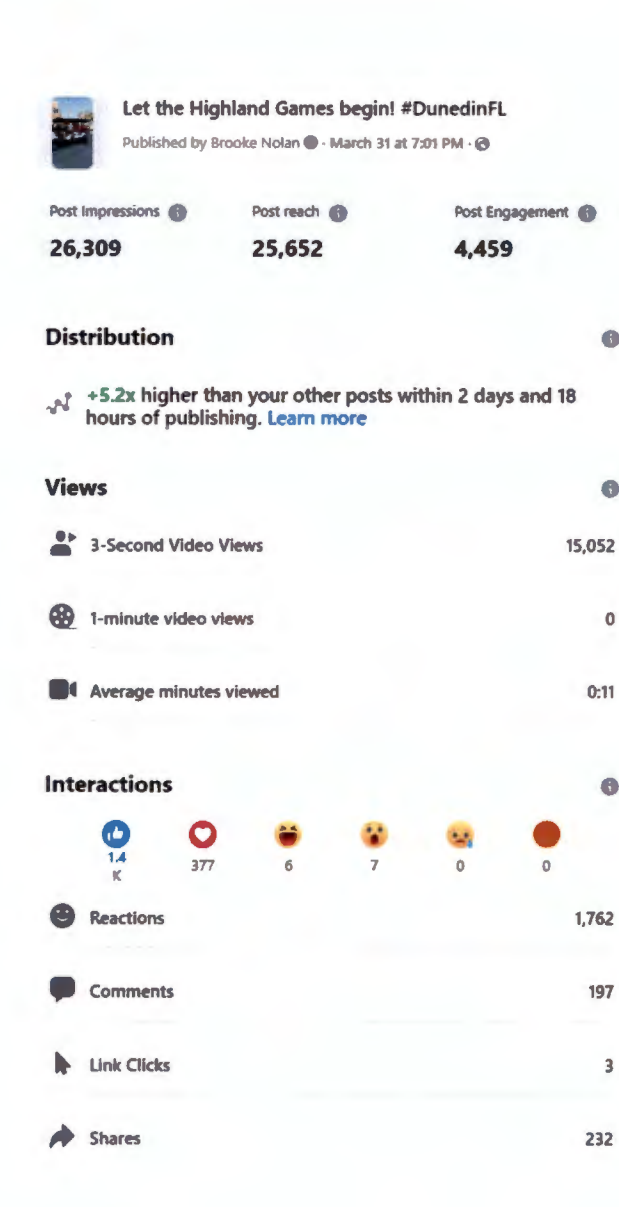 Let the Highland Games begin! #DunedinFL
Published by Brooke Nolan · March 31 at 7:01 PM ·
Post Impressions Post reach Post Engagement
26,309 25,652 4,459
Distribution
+5.2x higher than your other posts within 2 days and 18
hours of publishing. Learn more
Views
3-Second Video Views 15,052
1-minute video views 0
Average minutes viewed 0:11
Interactions
1.4 377 6 7 0 0
K
Reactions 1,762
Comments 197
Link Clicks 3
Shares 232